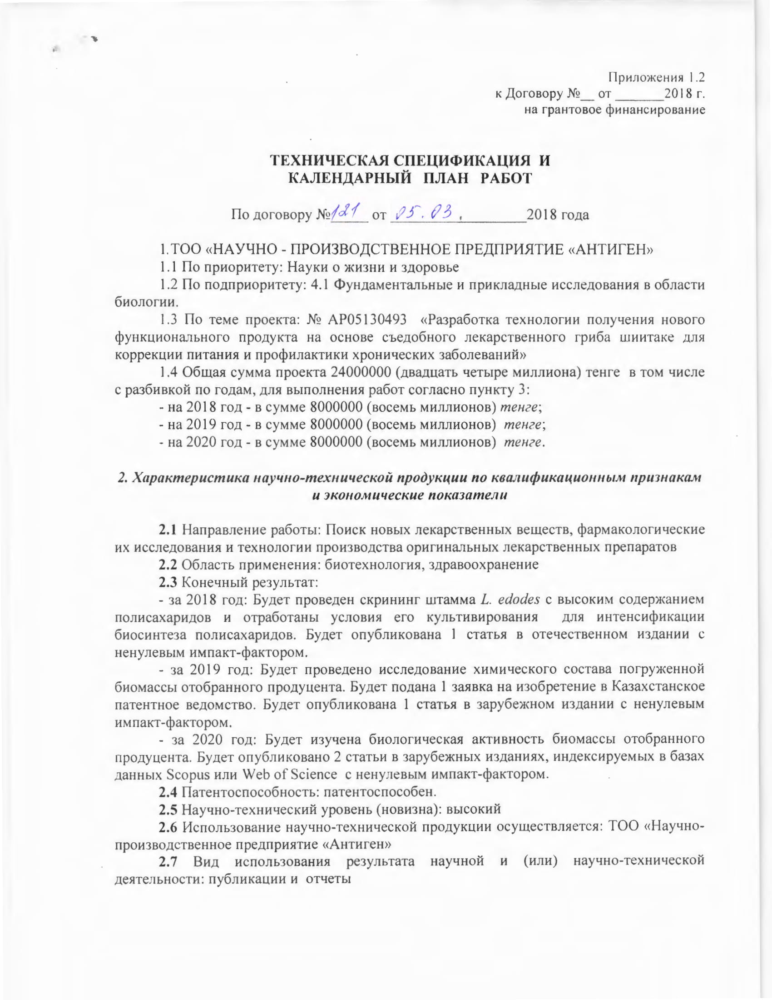 Приложения 1.2
к Договору №__ от _______2018 г.
на грантовое финансирование
ТЕХНИЧЕСКАЯ СПЕЦИФИКАЦИЯ И
КАЛЕНДАРНЫЙ ПЛАН РАБОТ
По договору №121 от 05.03. 2018 года
1.ТОО «НАУЧНО - ПРОИЗВОДСТВЕННОЕ ПРЕДПРИЯТИЕ «АНТИГЕН»
1.1 По приоритету: Науки о жизни и здоровье
1.2 По подприоритету: 4.1 Фундаментальные и прикладные исследования в области
биологии.
1.3 По теме проекта: № АР05130493 «Разработка технологии получения нового
функционального продукта на основе съедобного лекарственного гриба шиитаке для
коррекции питания и профилактики хронических заболеваний»
1.4 Общая сумма проекта 24000000 (двадцать четыре миллиона) тенге в том числе
с разбивкой по годам, для выполнения работ согласно пункту 3:
- на 2018 год - в сумме 8000000 (восемь миллионов) тенге;
- на 2019 год - в сумме 8000000 (восемь миллионов) тенге;
- на 2020 год - в сумме 8000000 (восемь миллионов) тенге.
2. Характеристика научно-технической продукции по квалификационным признакам
и экономические показатели
2.1 Направление работы: Поиск новых лекарственных веществ, фармакологические
их исследования и технологии производства оригинальных лекарственных препаратов
2.2 Область применения: биотехнология, здравоохранение
2.3 Конечный результат:
- за 2018 год: Будет проведен скрининг штамма L. edodes с высоким содержанием
полисахаридов и отработаны условия его культивирования для интенсификации
биосинтеза полисахаридов. Будет опубликована 1 статья в отечественном издании с
ненулевым импакт-фактором.
- за 2019 год: Будет проведено исследование химического состава погруженной
биомассы отобранного продуцента. Будет подана 1 заявка на изобретение в Казахстанское
патентное ведомство. Будет опубликована 1 статья в зарубежном издании с ненулевым
импакт-фактором.
- за 2020 год: Будет изучена биологическая активность биомассы отобранного
продуцента. Будет опубликовано 2 статьи в зарубежных изданиях, индексируемых в базах
данных Scopus или Web of Science с ненулевым импакт-фактором.
2.4 Патентоспособность: патентоспособен.
2.5 Научно-технический уровень (новизна): высокий
2.6 Использование научно-технической продукции осуществляется: ТОО «Научно-
производственное предприятие «Антиген»
2.7 Вид использования результата научной и (или) научно-технической
деятельности: публикации и отчеты